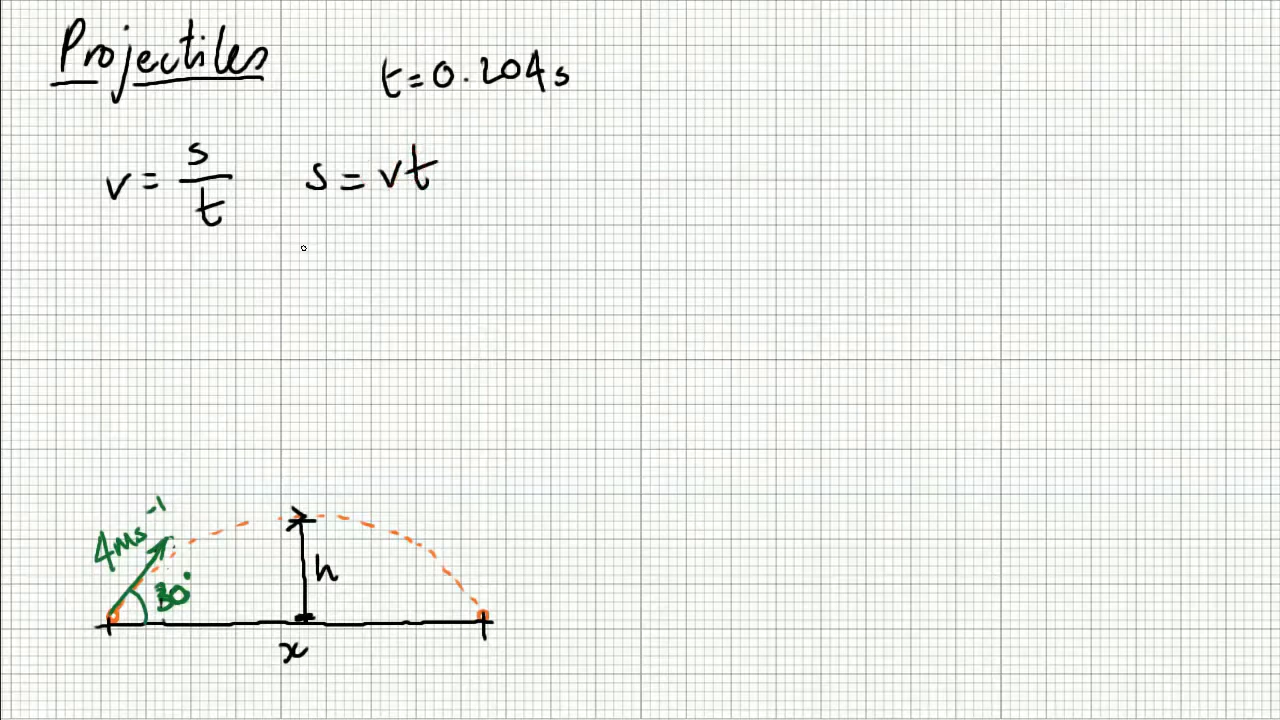 Projectiles
t=0.204s
v = s/t
s = vt
4ms⁻¹
30°
h
x